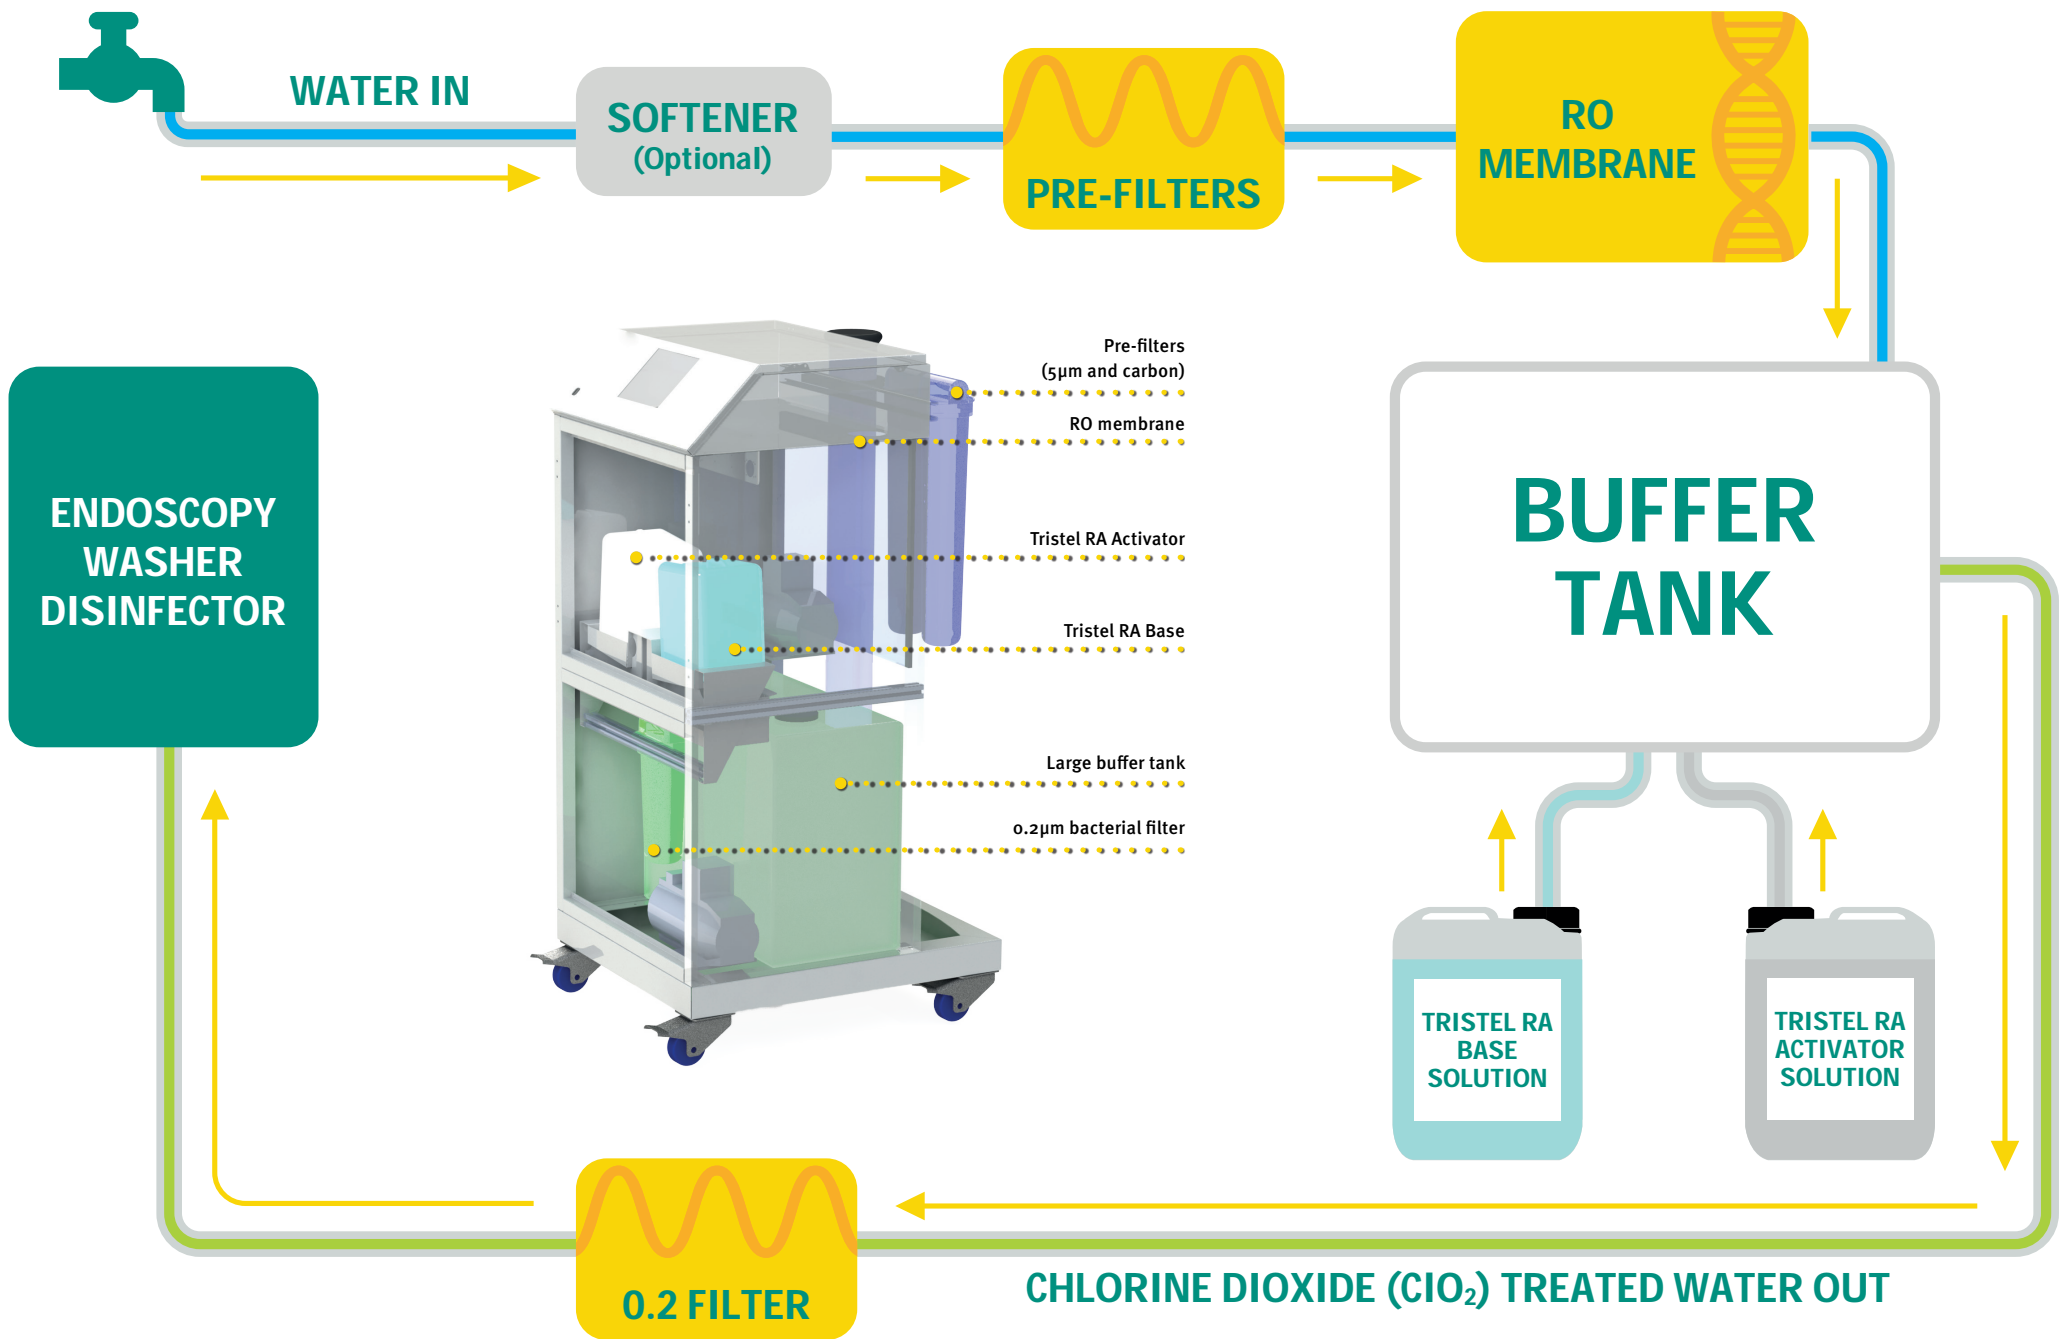 WATER IN
SOFTENER
(Optional)
PRE-FILTERS
RO
MEMBRANE
Pre-filters
(5µm and carbon)
RO membrane
Tristel RA Activator
Tristel RA Base
Large buffer tank
0.2µm bacterial filter
ENDOSCOPY
WASHER
DISINFECTOR
BUFFER
TANK
TRISTEL RA
BASE
SOLUTION
TRISTEL RA
ACTIVATOR
SOLUTION
0.2 FILTER
CHLORINE DIOXIDE (ClO₂) TREATED WATER OUT